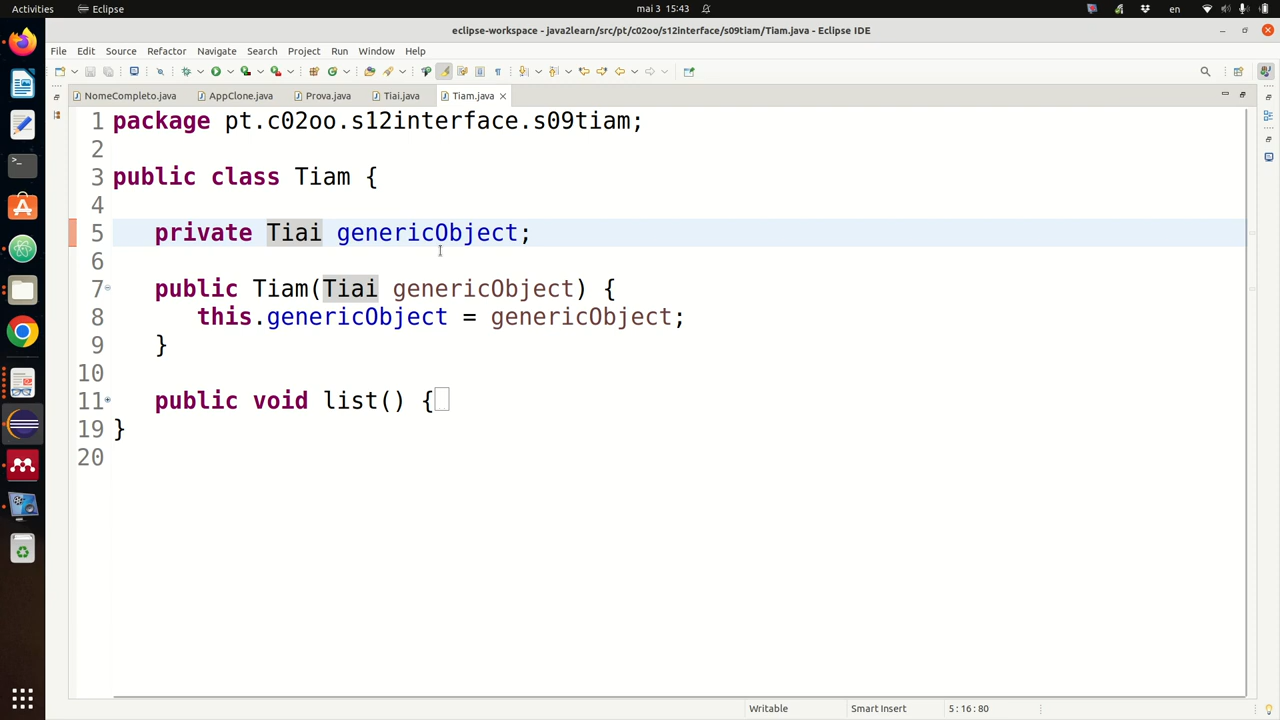 Activities Eclipse mai 3 15:43 en
eclipse-workspace - java2learn/src/pt/c02oo/s12interface/s09tiam/Tiam.java - Eclipse IDE
File Edit Source Refactor Navigate Search Project Run Window Help
NomeCompleto.java AppClone.java Prova.java Tiai.java Tiam.java
1 package pt.c02oo.s12interface.s09tiam;
2
3 public class Tiam {
4
5 private Tiai genericObject;
6
7 public Tiam(Tiai genericObject) {
8 this.genericObject = genericObject;
9 }
10
11 public void list() {
19 }
20
Writable Smart Insert 5 : 16 : 80